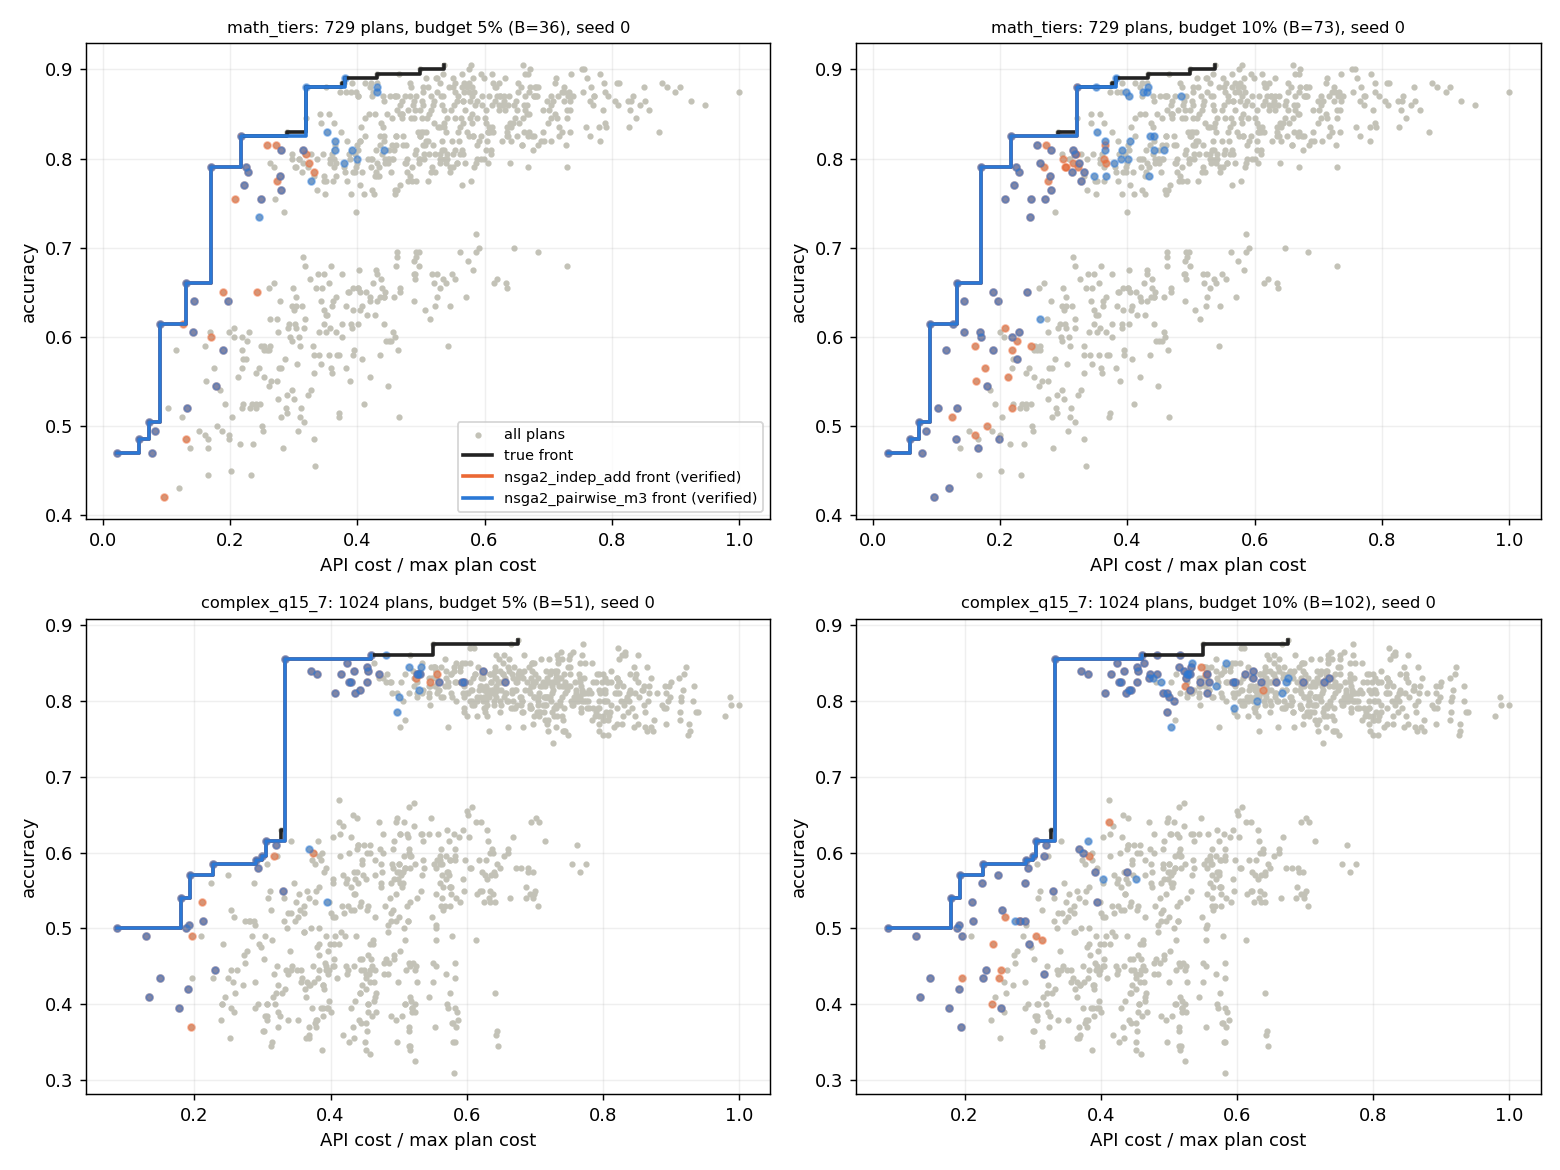 math_tiers: 729 plans, budget 5% (B=36), seed 0
accuracy
0.9
0.8
0.7
0.6
0.5
0.4
all plans
true front
nsga2_indep_add front (verified)
nsga2_pairwise_m3 front (verified)
0.0 0.2 0.4 0.6 0.8 1.0
API cost / max plan cost
math_tiers: 729 plans, budget 10% (B=73), seed 0
accuracy
0.9
0.8
0.7
0.6
0.5
0.4
0.0 0.2 0.4 0.6 0.8 1.0
API cost / max plan cost
complex_q15_7: 1024 plans, budget 5% (B=51), seed 0
accuracy
0.9
0.8
0.7
0.6
0.5
0.4
0.3
0.2 0.4 0.6 0.8 1.0
API cost / max plan cost
complex_q15_7: 1024 plans, budget 10% (B=102), seed 0
accuracy
0.9
0.8
0.7
0.6
0.5
0.4
0.3
0.2 0.4 0.6 0.8 1.0
API cost / max plan cost